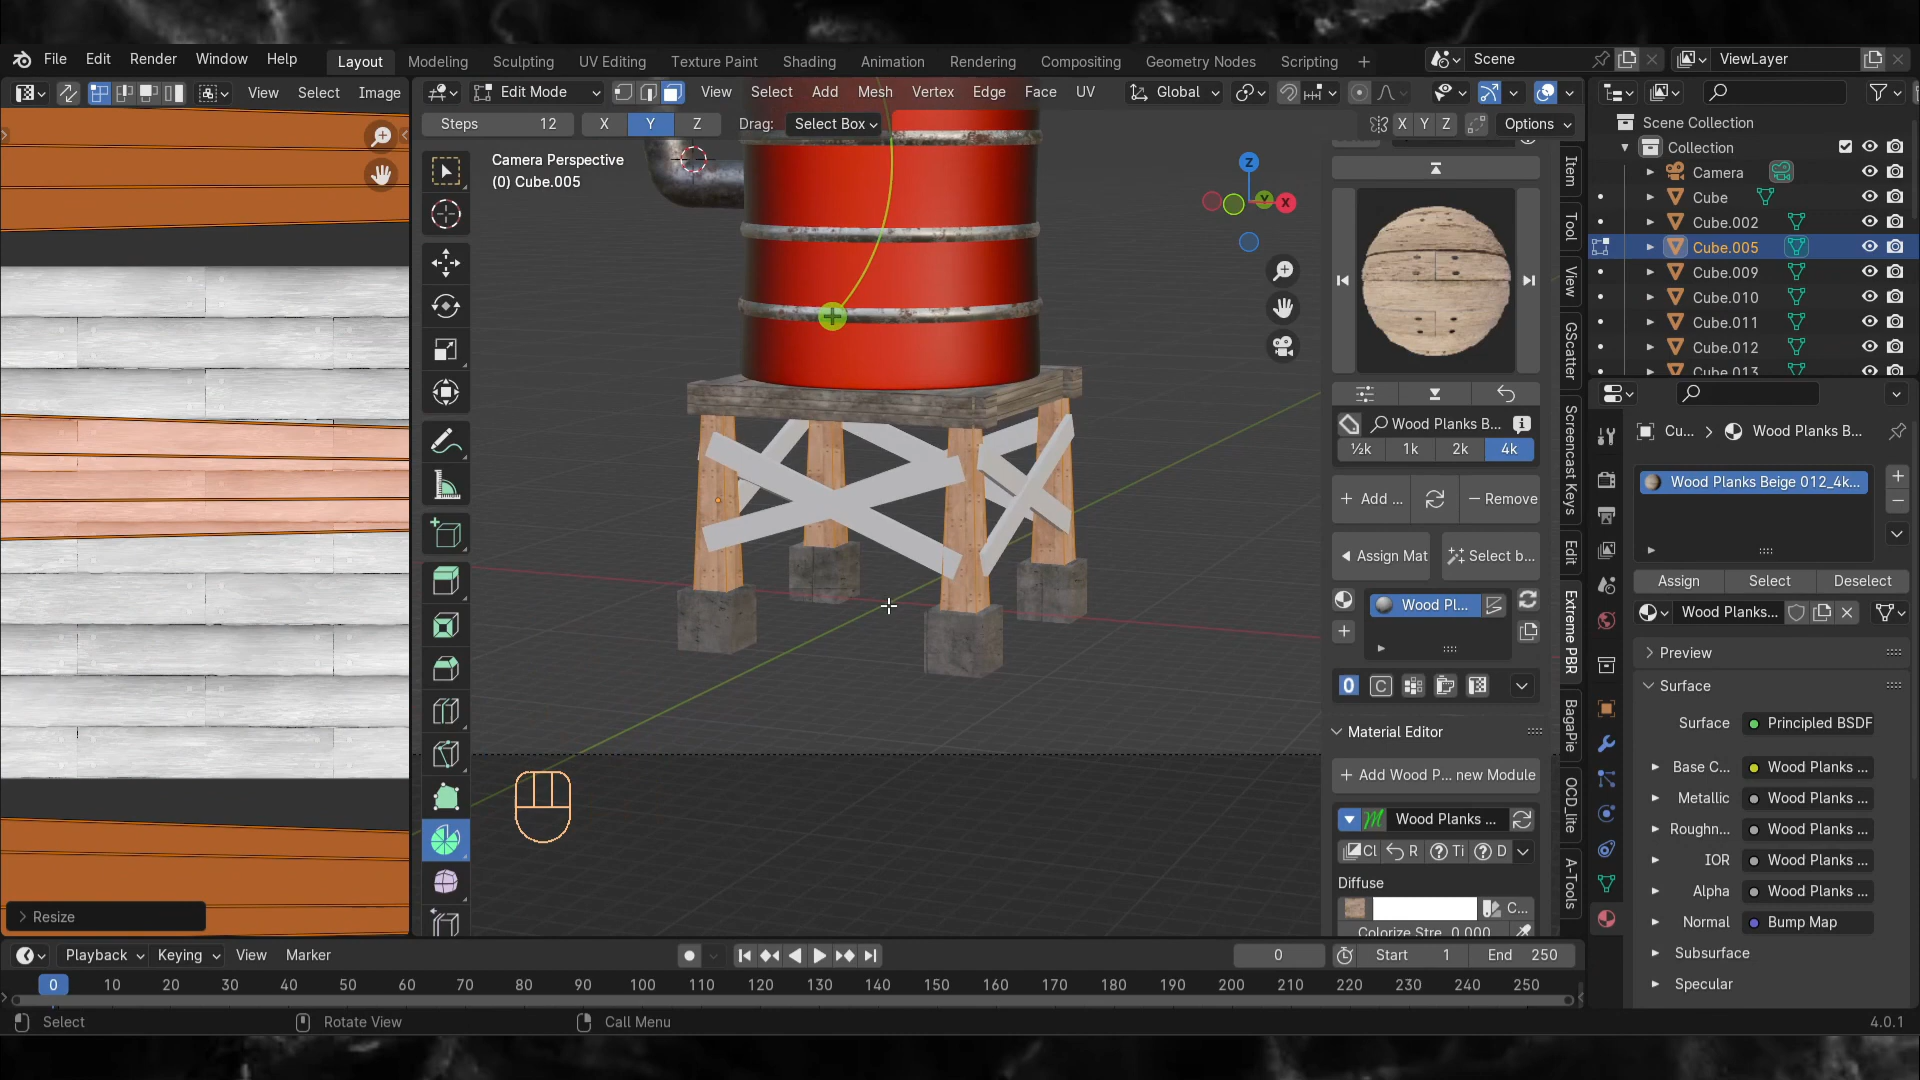 File Edit Render Window Help Layout Modeling Sculpting UV Editing Texture Paint Shading Animation Rendering Compositing Geometry Nodes Scripting + Scene ViewLayer
View Select Image Edit Mode View Select Add Mesh Vertex Edge Face UV Global
Steps 12 X Y Z Drag: Select Box X Y Z Options
Camera Perspective
(0) Cube.005
Z
Y
X
Item
Tool
View
GScatter
Screencast Keys
Edit
Extreme PBR
BagaPie
OCD_lite
A-Tools
Wood Planks B...
½k 1k 2k 4k
+ Add ... Remove
Assign Mat Select b...
Wood Pl...
0 C
Material Editor
+ Add Wood P... new Module
Wood Planks ...
Cl R Ti D
Diffuse
C...
Colorize Stre 0.000
Scene Collection
Collection
Camera
Cube
Cube.002
Cube.005
Cube.009
Cube.010
Cube.011
Cube.012
Cube.013
Cu... > Wood Planks B...
Wood Planks Beige 012_4k...
Assign Select Deselect
Wood Planks...
Preview
Surface
Surface Principled BSDF
Base C... Wood Planks ...
Metallic Wood Planks ...
Roughn... Wood Planks ...
IOR Wood Planks ...
Alpha Wood Planks ...
Normal Bump Map
Subsurface
Specular
Resize
Playback Keying View Marker 0 Start 1 End 250
0 10 20 30 40 50 60 70 80 90 100 110 120 130 140 150 160 170 180 190 200 210 220 230 240 250
Select Rotate View Call Menu 4.0.1